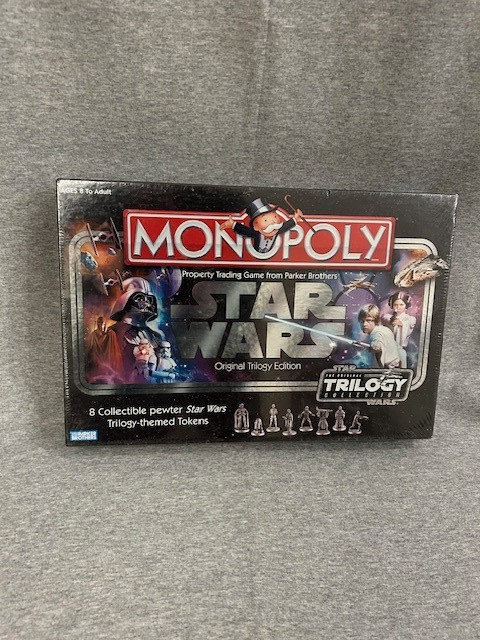 AGES 8 To Adult
MONOPOLY
Property Trading Game from Parker Brothers
STAR
WARS
Original Trilogy Edition
STAR
THE ORIGINAL
TRILOGY
COLLECTION
WARS
8 Collectible pewter Star Wars
Trilogy-themed Tokens
PARKER
BROTHERS